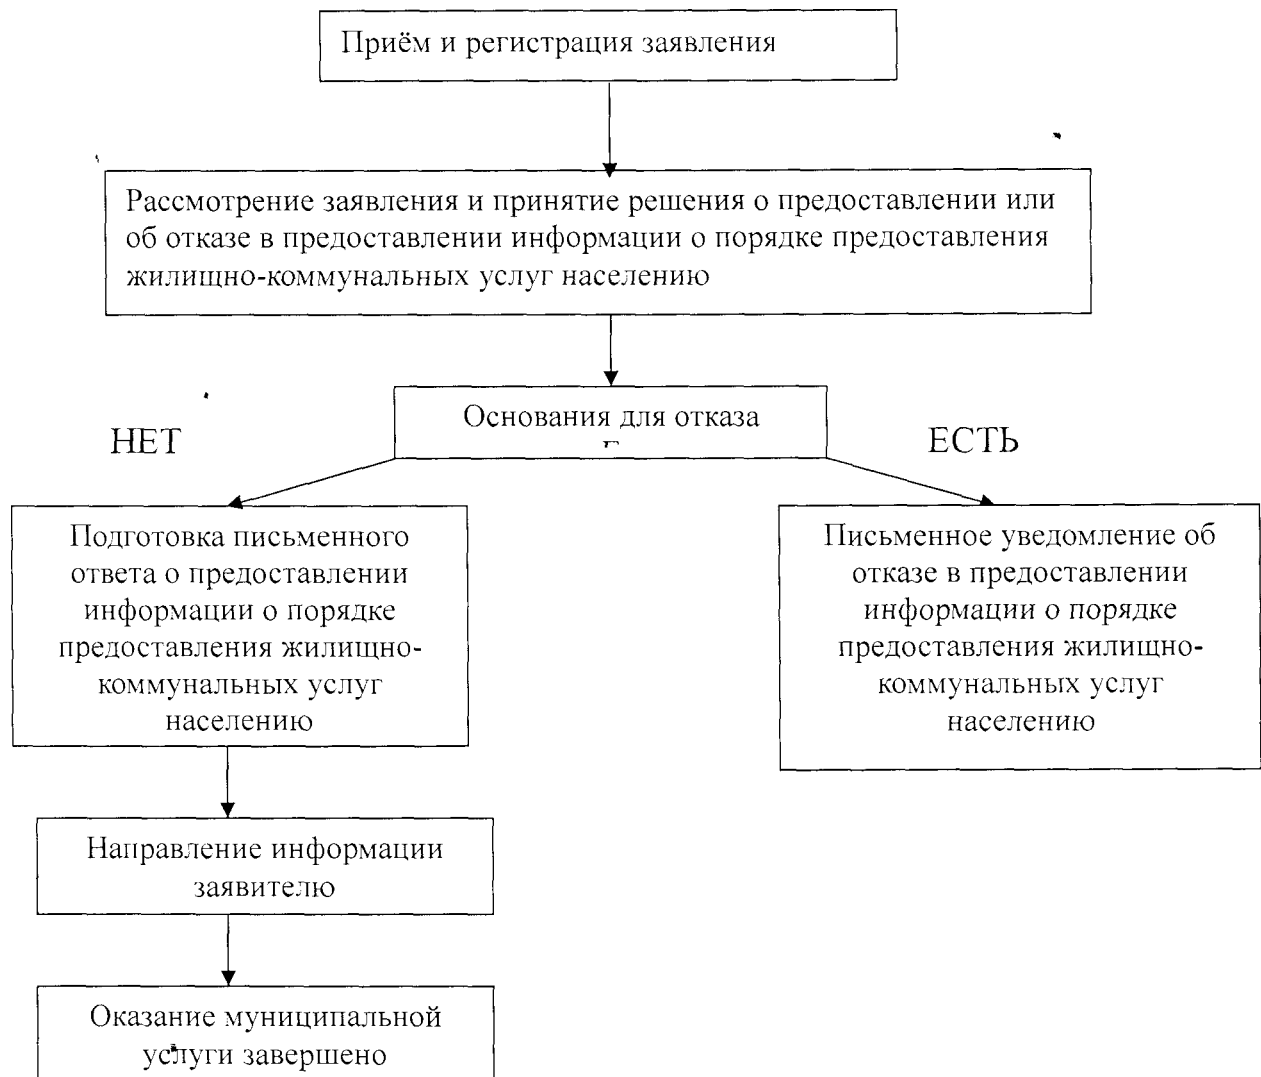 Приём и регистрация заявления
Рассмотрение заявления и принятие решения о предоставлении или
об отказе в предоставлении информации о порядке предоставления
жилищно-коммунальных услуг населению
Основания для отказа
НЕТ
ЕСТЬ
Подготовка письменного
ответа о предоставлении
информации о порядке
предоставления жилищно-
коммунальных услуг
населению
Письменное уведомление об
отказе в предоставлении
информации о порядке
предоставления жилищно-
коммунальных услуг
населению
Направление информации
заявителю
Оказание муниципальной
услуги завершено